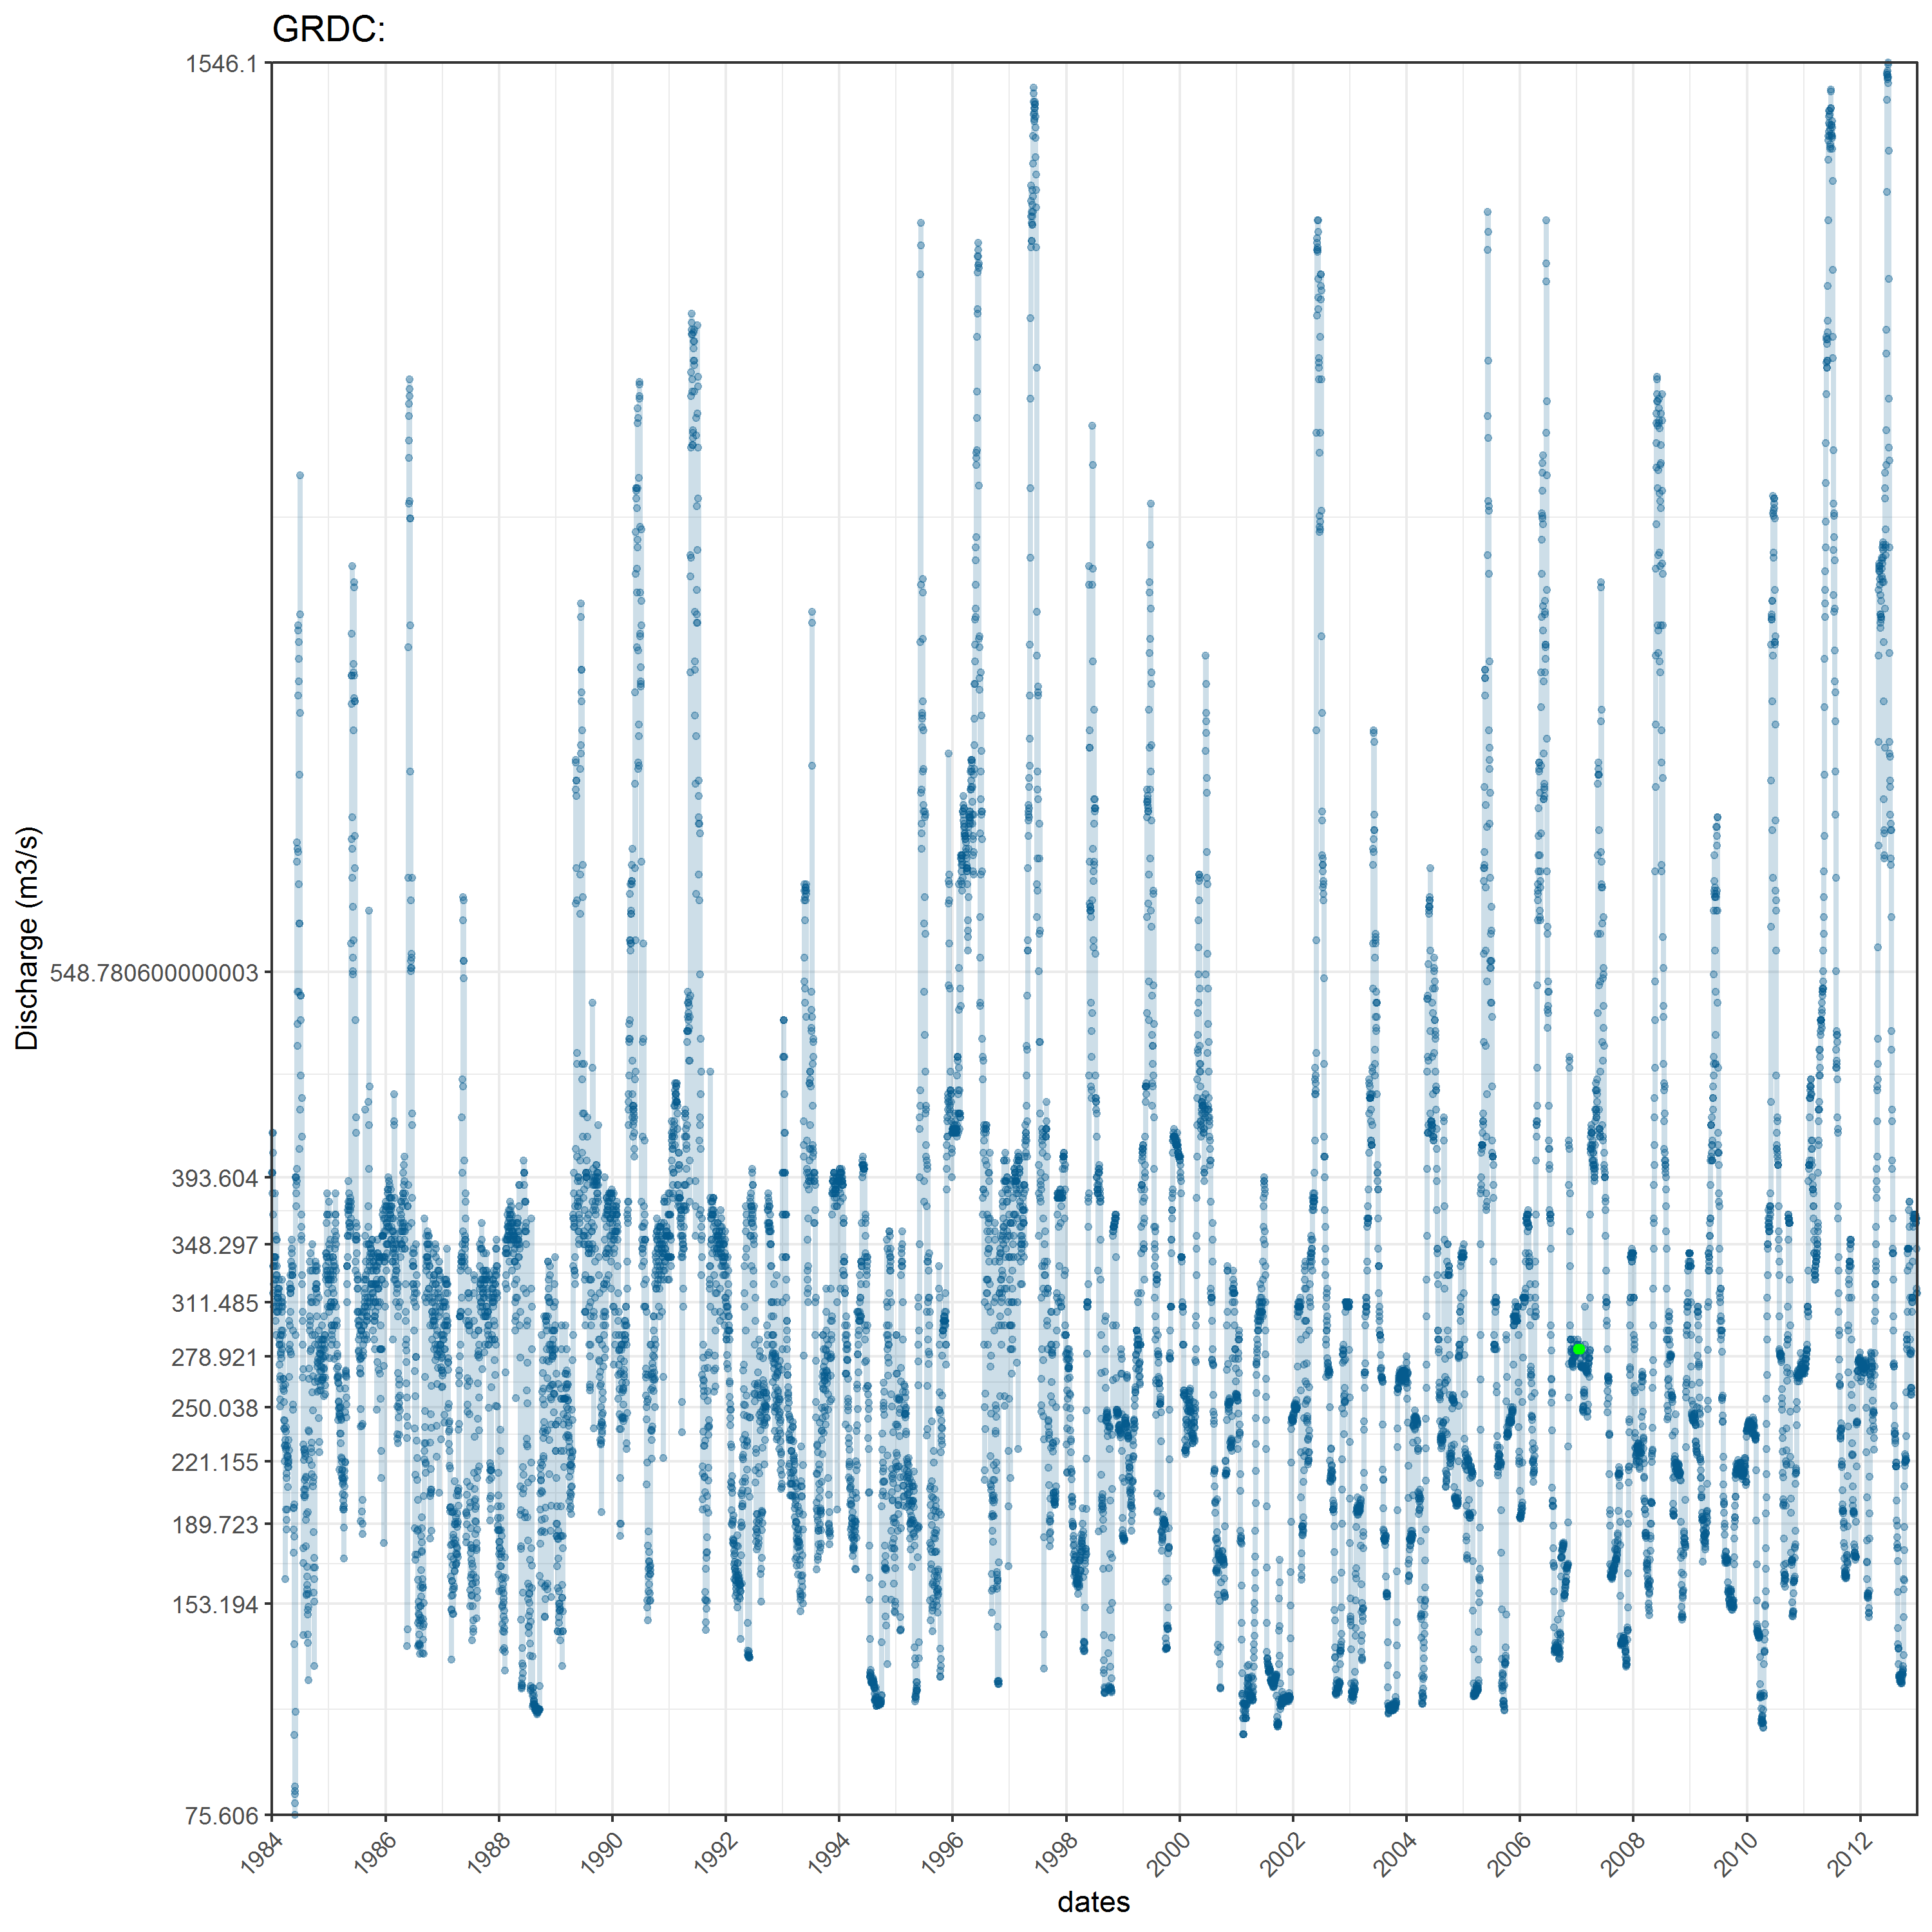 GRDC:
1546.1
548.780600000003
393.604
348.297
311.485
278.921
250.038
221.155
189.723
153.194
75.606
Discharge (m3/s)
1984 1986 1988 1990 1992 1994 1996 1998 2000 2002 2004 2006 2008 2010 2012
dates